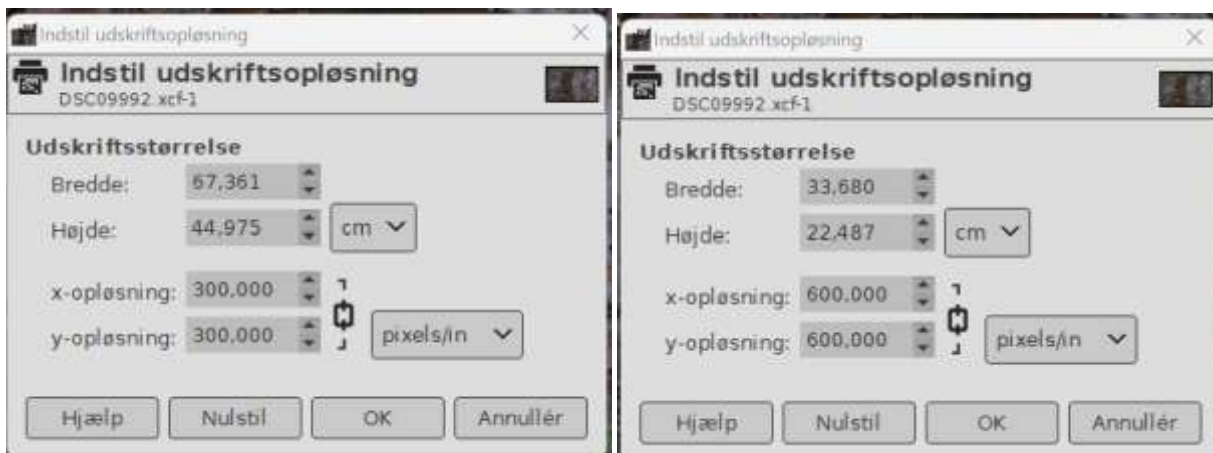 Indstil udskriftsopløsning
Indstil udskriftsopløsning
DSC09992.xcf-1
Udskriftsstørrelse
Bredde: 67,361
Højde: 44,975 cm
x-opløsning: 300,000
y-opløsning: 300,000 pixels/in
Hjælp Nulstil OK Annullér
Indstil udskriftsopløsning
Indstil udskriftsopløsning
DSC09992.xcf-1
Udskriftsstørrelse
Bredde: 33,680
Højde: 22,487 cm
x-opløsning: 600,000
y-opløsning: 600,000 pixels/in
Hjælp Nulstil OK Annullér